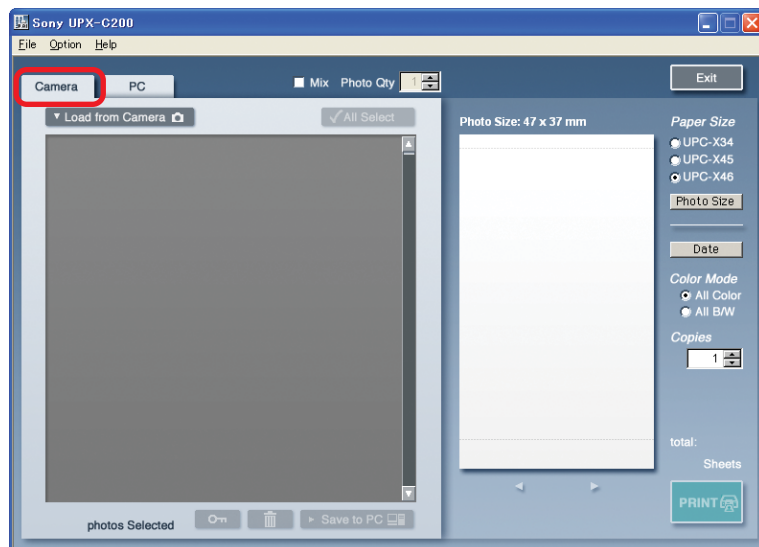 Sony UPX-C200
File Option Help
Camera PC Mix Photo Qty 1 Exit
Load from Camera All Select
Photo Size: 47 x 37 mm
Paper Size
UPC-X34
UPC-X45
UPC-X46
Photo Size
Date
Color Mode
All Color
All B/W
Copies
1
total:
Sheets
PRINT
photos Selected Save to PC